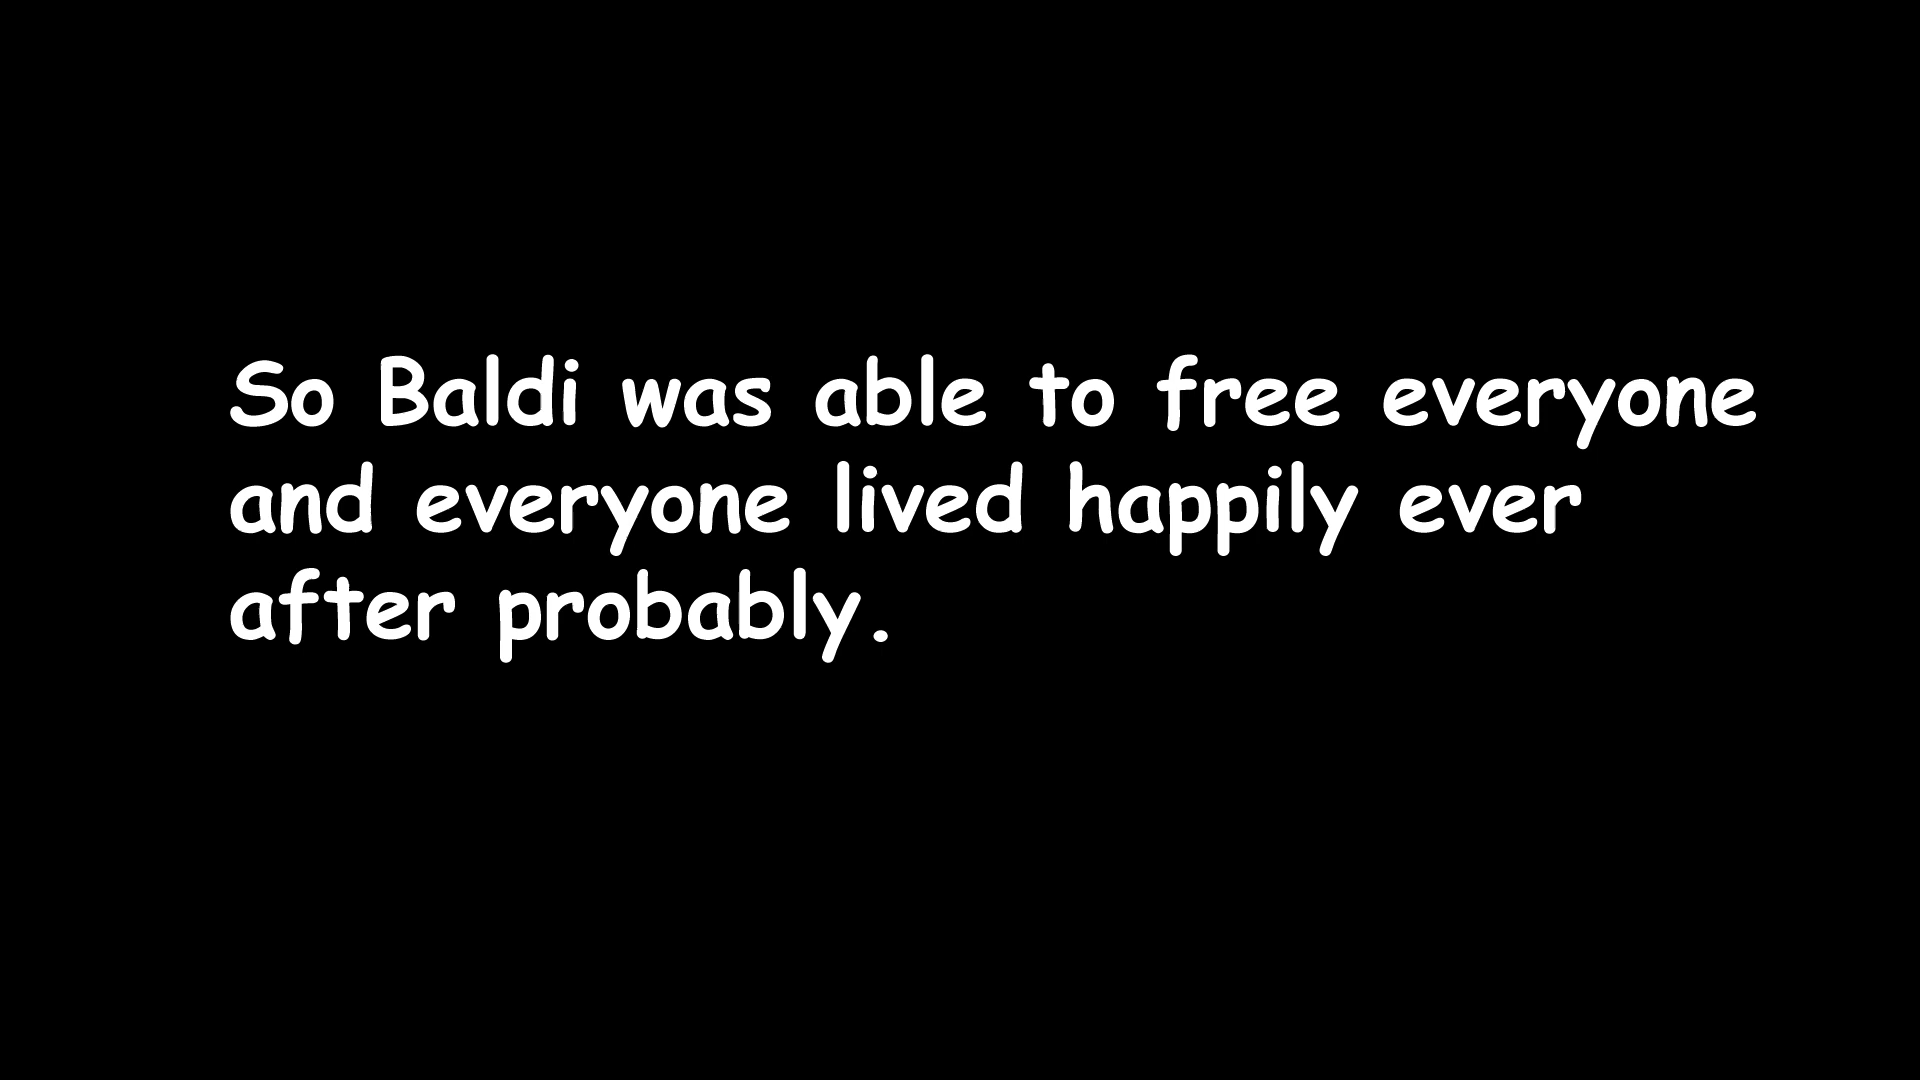 So Baldi was able to free everyone
and everyone lived happily ever
after probably.